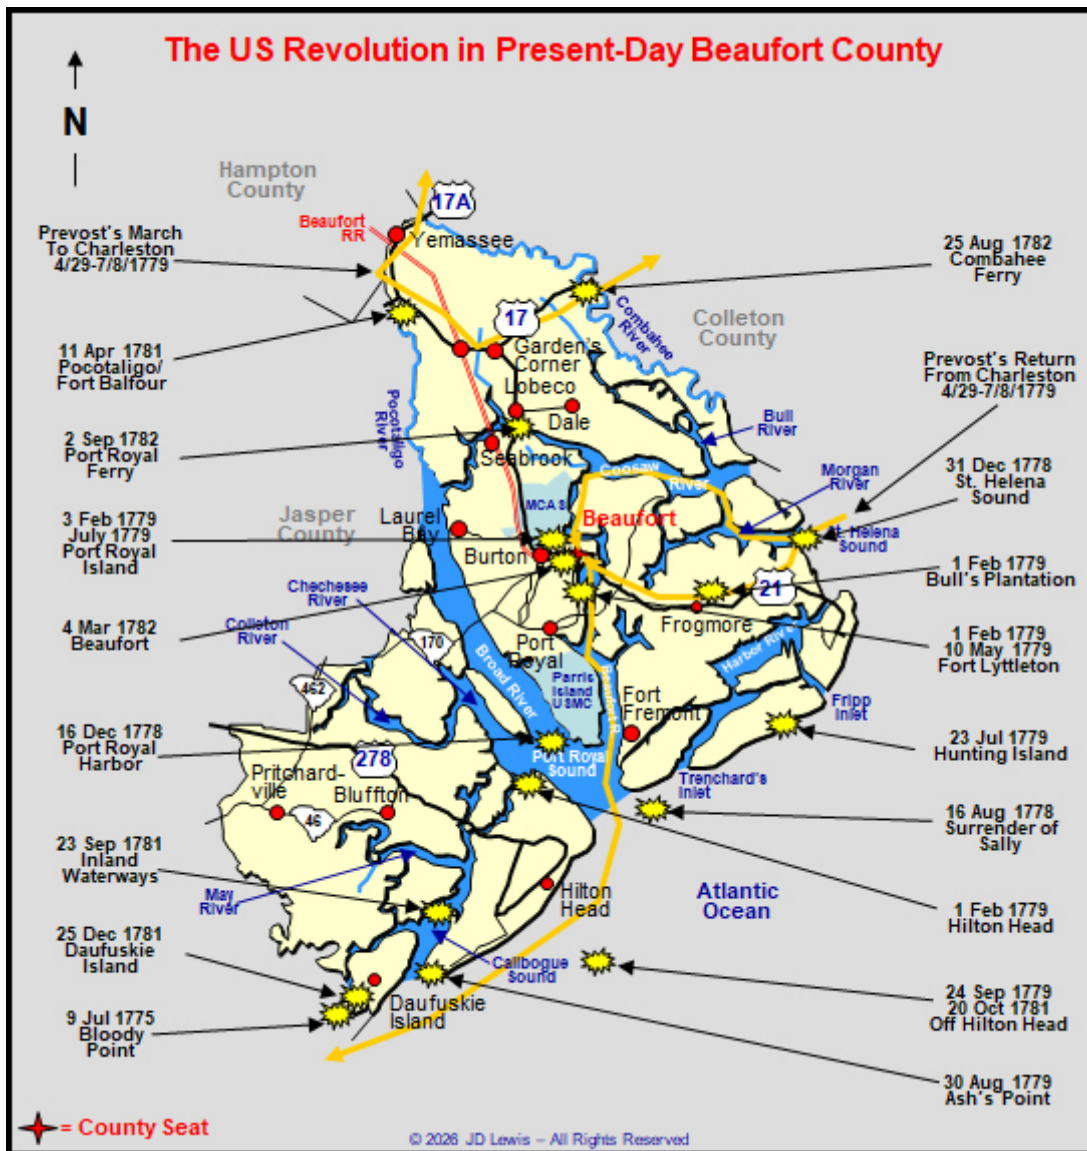 The US Revolution in Present-Day Beaufort County
N
Hampton
County
17A
Beaufort
RR
Yemassee
Prevost's March
To Charleston
4/29-7/8/1779
25 Aug 1782
Combahee
Ferry
17
Combahee
River
Colleton
County
11 Apr 1781
Pocotaligo/
Fort Balfour
Garden's
Corner
Lobeco
Dale
Prevost's Return
From Charleston
4/29-7/8/1779
Pocotaligo
River
Bull
River
2 Sep 1782
Port Royal
Ferry
Seabrook
Coosaw
River
Morgan
River
31 Dec 1778
St. Helena
Sound
MCAS
Jasper
County
Laurel
Bay
Beaufort
. Helena
Sound
3 Feb 1779
July 1779
Port Royal
Island
Burton
1 Feb 1779
Bull's Plantation
Chechesee
River
21
Frogmore
4 Mar 1782
Beaufort
Colleton
River
170
Port
Royal
Harbor River
1 Feb 1779
10 May 1779
Fort Lyttleton
462
Broad River
Parris
Island
USMC
Beaufort R.
Fort
Fremont
Fripp
Inlet
16 Dec 1778
Port Royal
Harbor
278
Port Royal
Sound
23 Jul 1779
Hunting Island
Pritchard-
ville
Bluffton
Trenchard's
Inlet
46
16 Aug 1778
Surrender of
Sally
23 Sep 1781
Inland
Waterways
May
River
Hilton
Head
Atlantic
Ocean
1 Feb 1779
Hilton Head
25 Dec 1781
Daufuskie
Island
Calibogue
Sound
24 Sep 1779
20 Oct 1781
Off Hilton Head
9 Jul 1775
Bloody
Point
Daufuskie
Island
30 Aug 1779
Ash's Point
= County Seat
© 2026 JD Lewis – All Rights Reserved